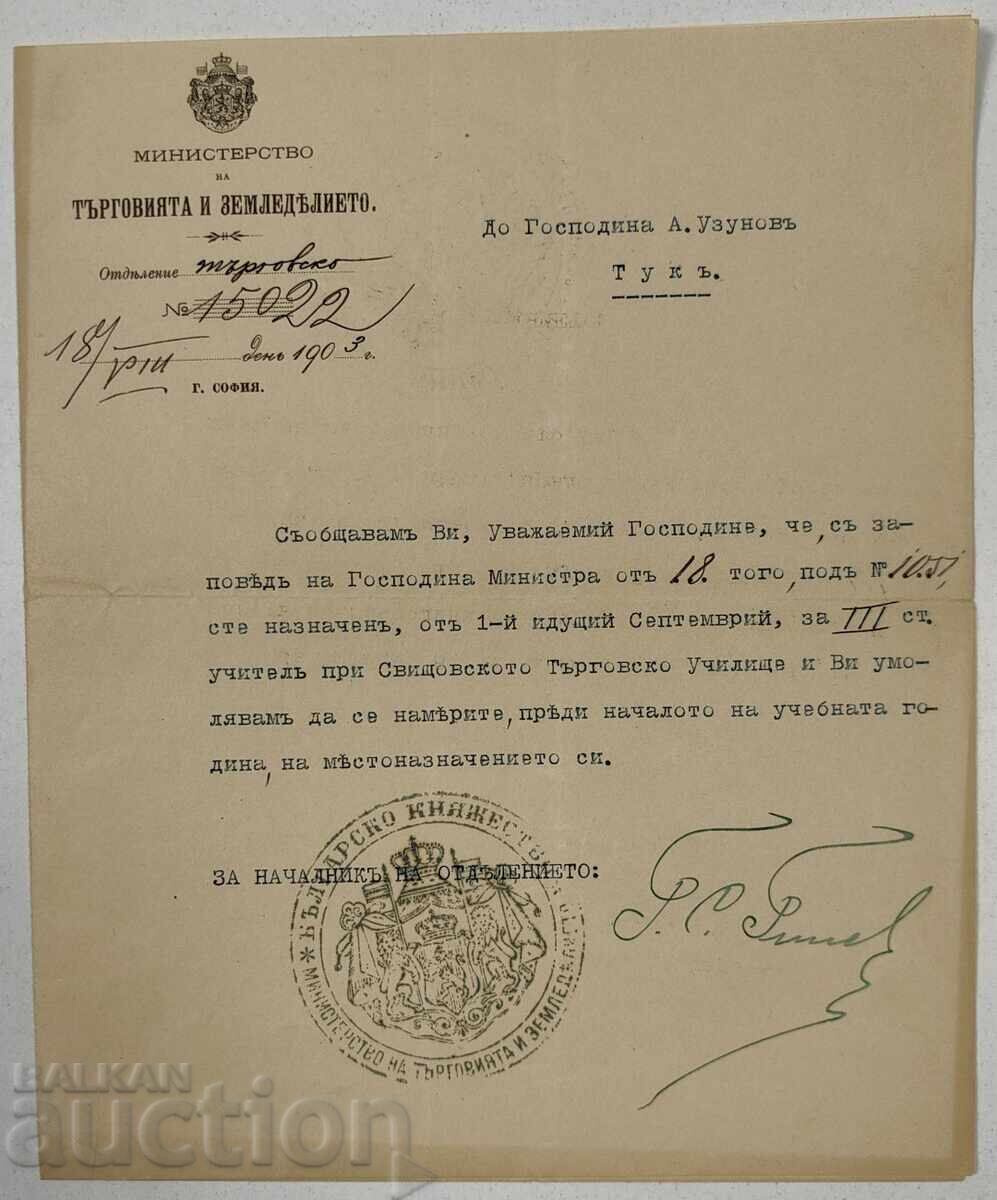 МИНИСТЕРСТВО
НА
ТЪРГОВИЯТА И ЗЕМЛЕДѢЛИЕТО.
Отдѣление търговско
№ 15022
18/VIII день 1903 г.
Г. СОФИЯ.
До Господина А. Узуновъ
Т у к ъ.
Съобщавамъ Ви, Уважаемий Господине, че, съ за-
повѣдь на Господина Министра отъ 18. того, подъ № 1051,
сте назначенъ, отъ 1-й идущий Септемврий, за III ст.
учитель при Свищовското Търговско Училище и Ви умо-
лявамъ да се намѣрите, прѣди началото на учебната го-
дина, на мѣстоназначението си.
ЗА НАЧАЛНИКЪ НА ОТДѢЛЕНИЕТО:
Г. С.
БЪЛГАРСКО КНЯЖЕСТВО
* МИНИСТЕРСТВО НА ТЪРГОВИЯТА И ЗЕМЛЕДѢЛИЕТО
BALKAN
auction